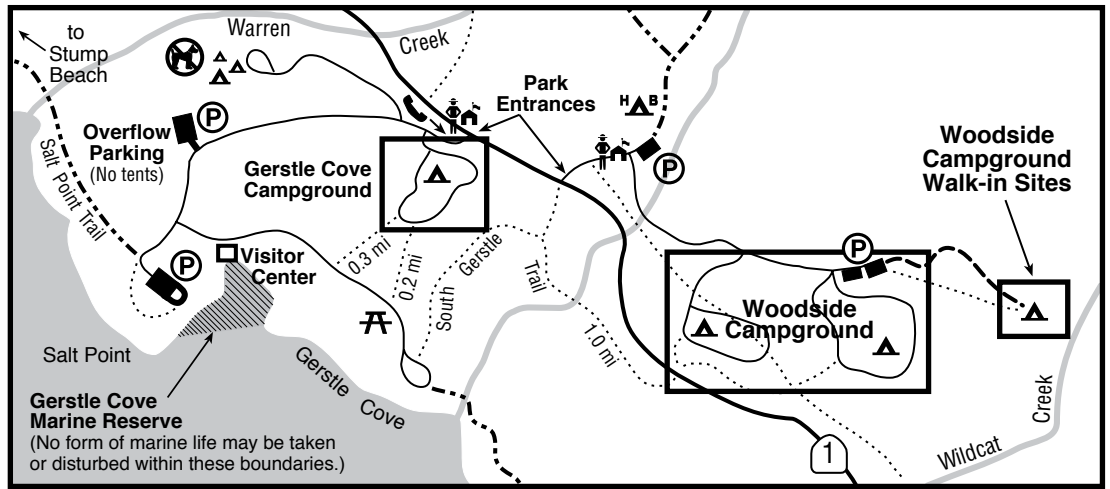 to
Stump
Beach
Warren
Creek
Park
Entrances
H B
P
Overflow
Parking
(No tents)
Salt Point Trail
Gerstle Cove
Campground
P
Woodside
Campground
Walk-in Sites
P
Visitor
Center
P
0.3 mi
0.2 mi
South
Gerstle
Trail
1.0 mi
Woodside
Campground
Salt Point
Gerstle Cove
Gerstle Cove
Marine Reserve
(No form of marine life may be taken
or disturbed within these boundaries.)
1
Wildcat
Creek